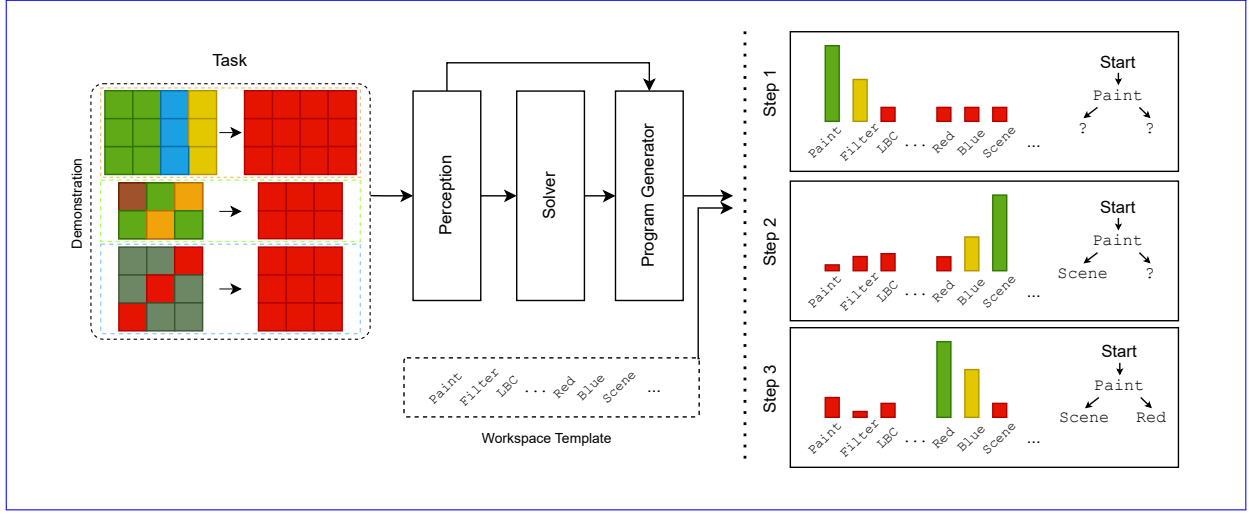 Task
Demonstration
Perception
Solver
Program Generator
Paint Filter LBC ... Red Blue Scene ...
Workspace Template
Step 1
Paint Filter LBC ... Red Blue Scene ...
Start
Paint
? ?
Step 2
Paint Filter LBC ... Red Blue Scene ...
Start
Paint
Scene ?
Step 3
Paint Filter LBC ... Red Blue Scene ...
Start
Paint
Scene Red